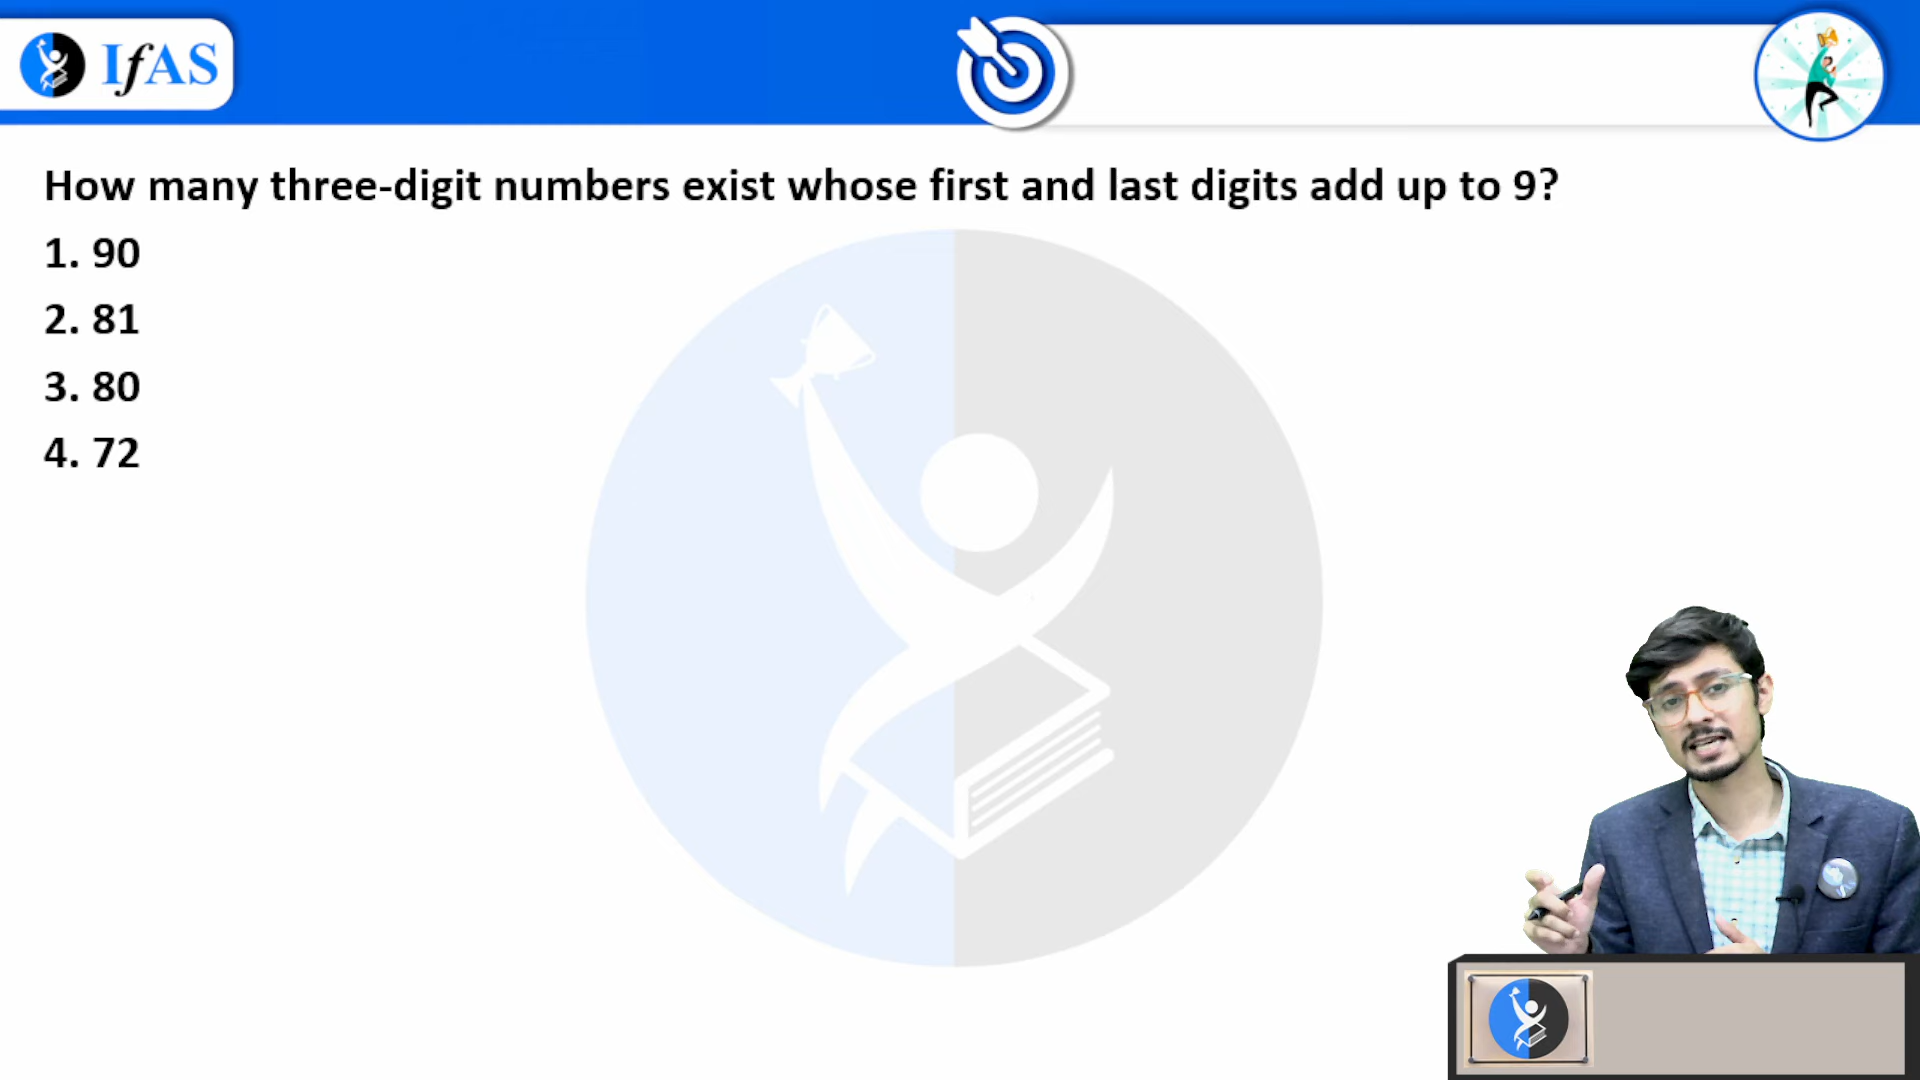 IfAS
How many three-digit numbers exist whose first and last digits add up to 9?
1. 90
2. 81
3. 80
4. 72